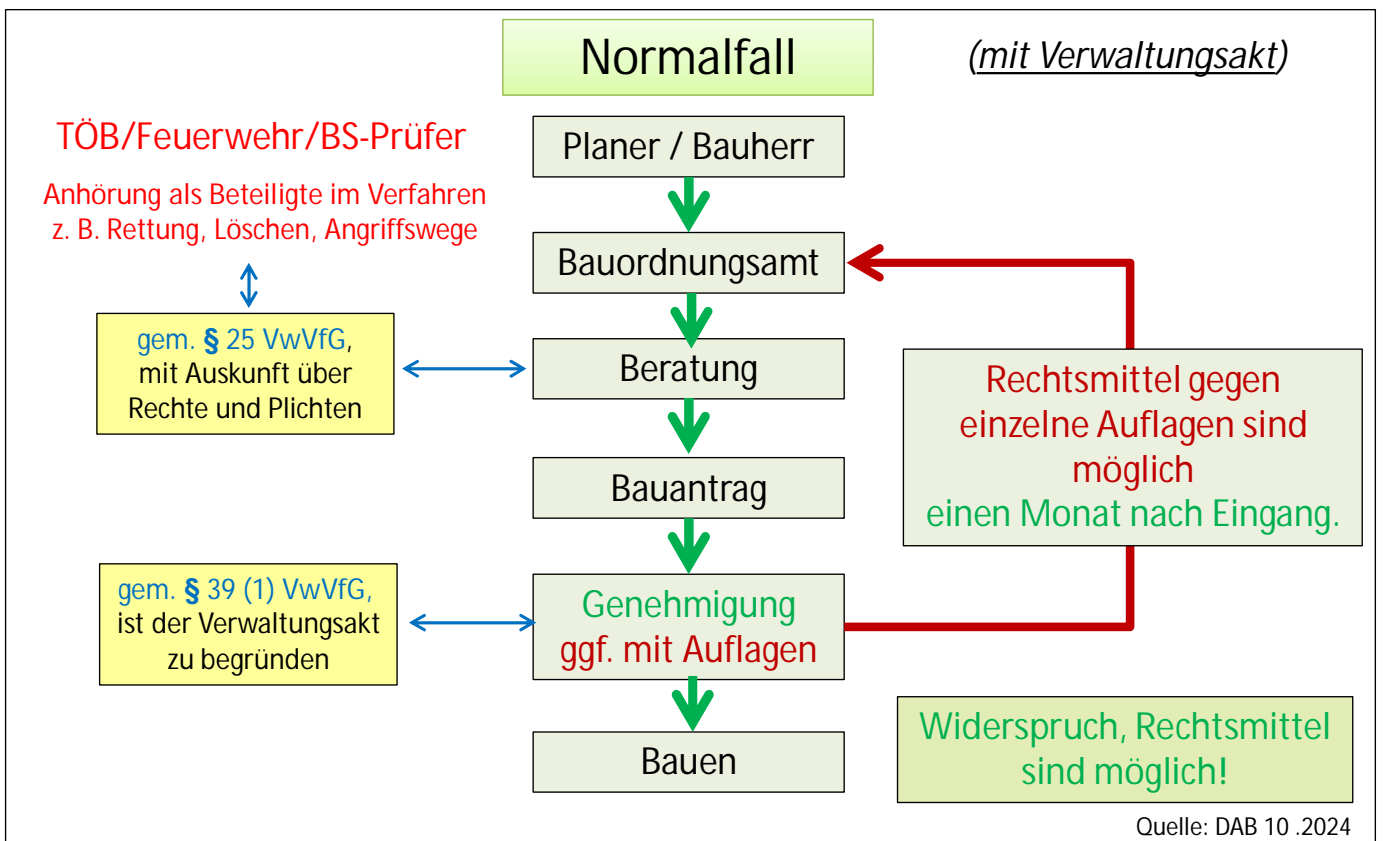 Normalfall
(mit Verwaltungsakt)
TÖB/Feuerwehr/BS-Prüfer
Anhörung als Beteiligte im Verfahren
z. B. Rettung, Löschen, Angriffswege
Planer / Bauherr
Bauordnungsamt
gem. § 25 VwVfG,
mit Auskunft über
Rechte und Plichten
Beratung
Rechtsmittel gegen
einzelne Auflagen sind
möglich
einen Monat nach Eingang.
Bauantrag
gem. § 39 (1) VwVfG,
ist der Verwaltungsakt
zu begründen
Genehmigung
ggf. mit Auflagen
Bauen
Widerspruch, Rechtsmittel
sind möglich!
Quelle: DAB 10 .2024